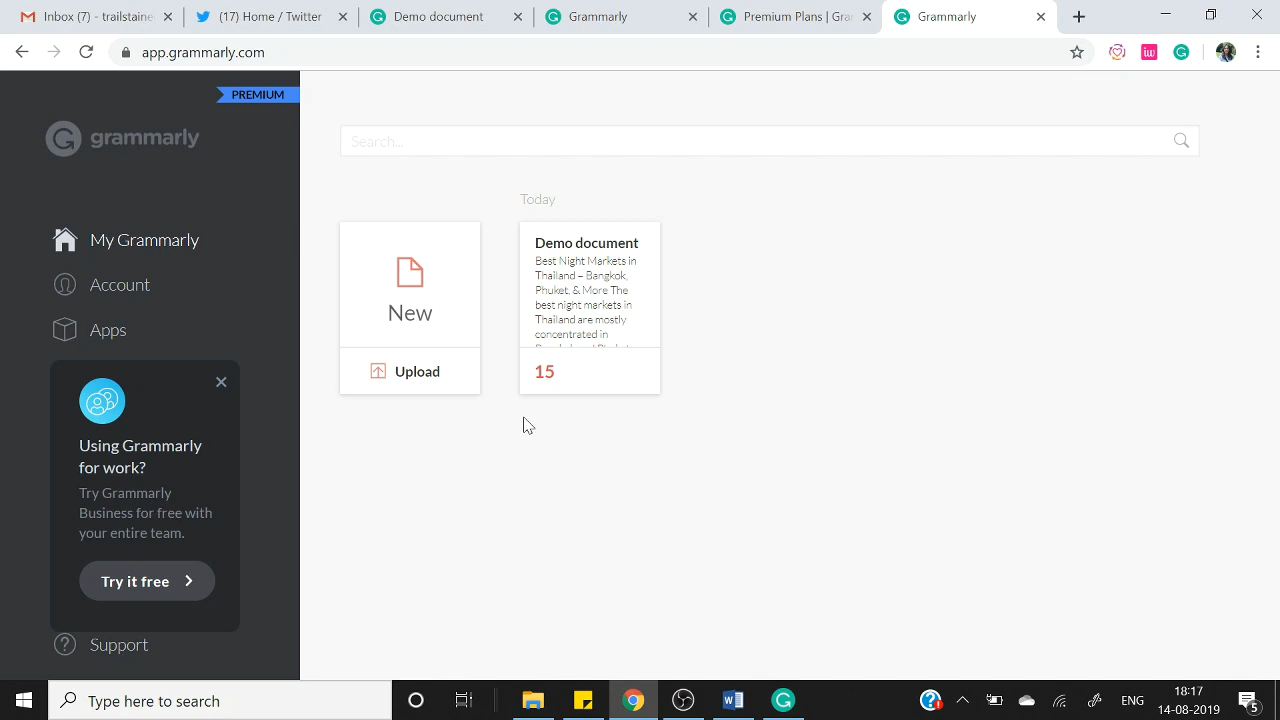 Inbox (7) - trailstaine
(17) Home / Twitter
Demo document
Grammarly
Premium Plans | Gra
Grammarly
app.grammarly.com
PREMIUM
grammarly
Search...
My Grammarly
Account
Apps
Using Grammarly
for work?
Try Grammarly
Business for free with
your entire team.
Try it free
Support
Today
New
Upload
Demo document
Best Night Markets in
Thailand – Bangkok,
Phuket, & More The
best night markets in
Thailand are mostly
concentrated in
15
Type here to search
ENG
18:17
14-08-2019
5